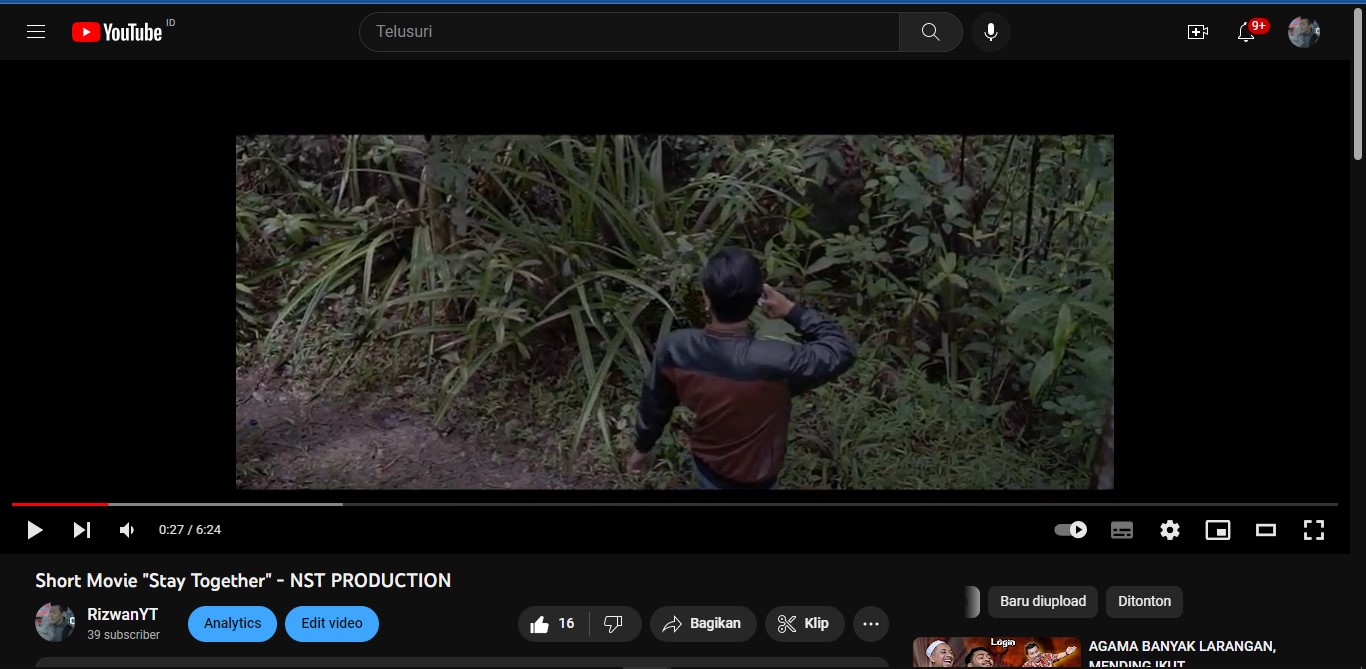 YouTube ID
Telusuri
9+
0:27 / 6:24
Short Movie "Stay Together" - NST PRODUCTION
RizwanYT
39 subscriber
Analytics
Edit video
16
Bagikan
Klip
Baru diupload
Ditonton
Login
AGAMA BANYAK LARANGAN,
MENDING IKUT